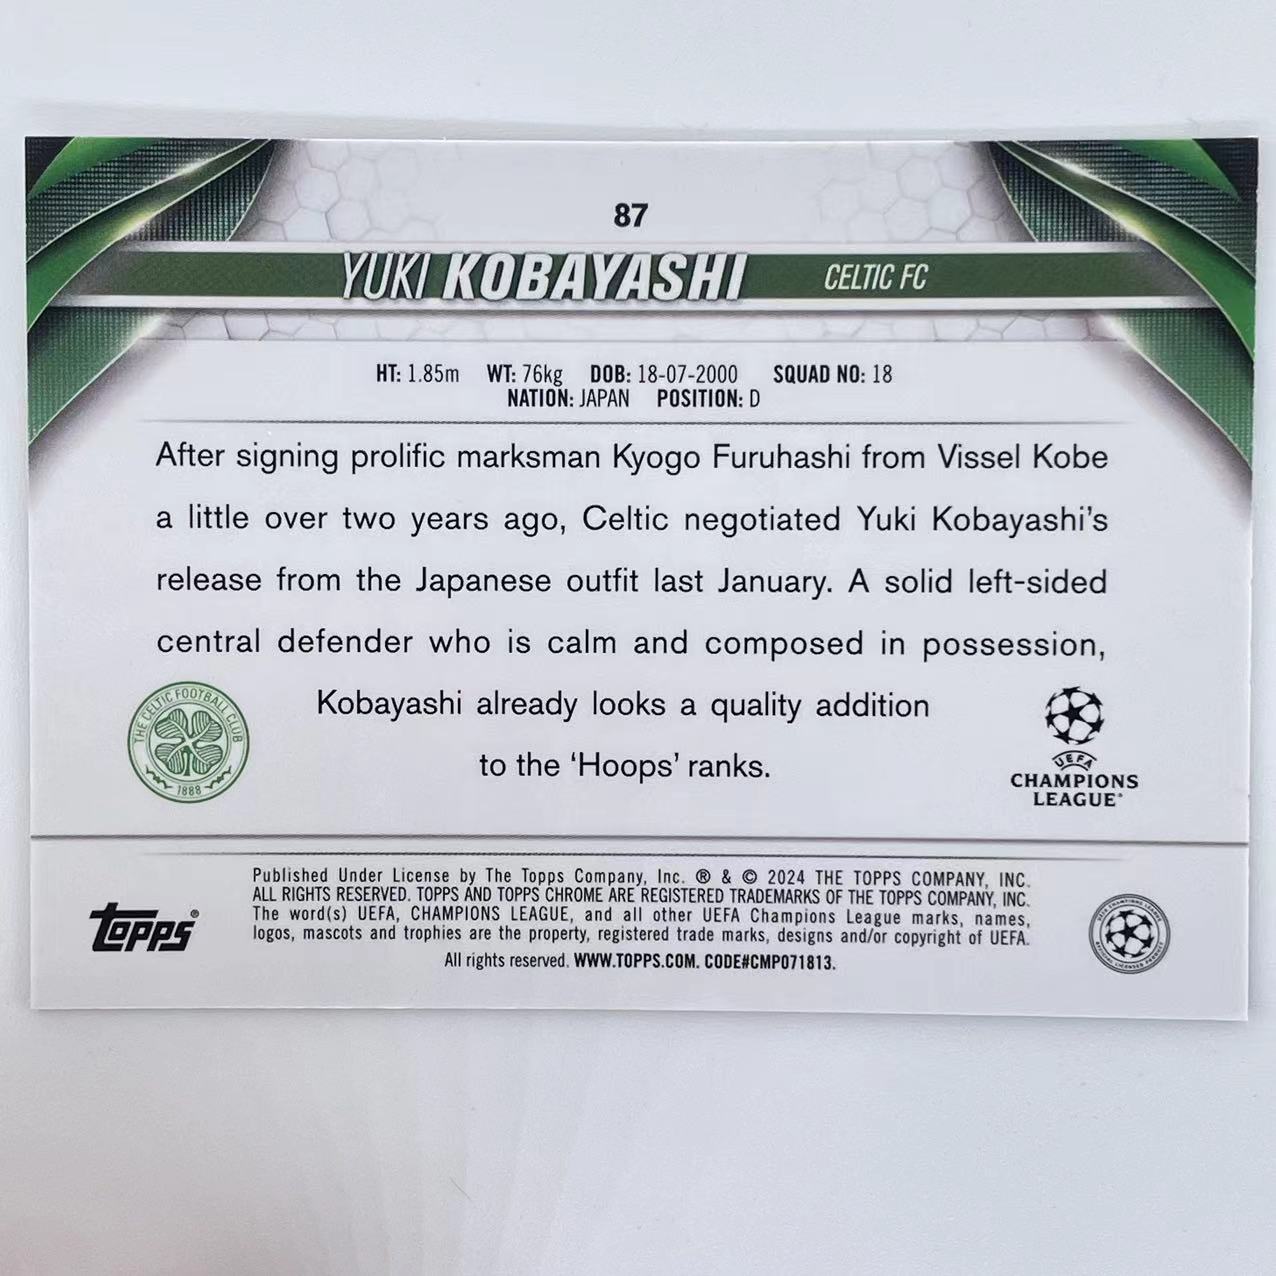 87
YUKI KOBAYASHI CELTIC FC
HT: 1.85m WT: 76kg DOB: 18-07-2000 SQUAD NO: 18
NATION: JAPAN POSITION: D
After signing prolific marksman Kyogo Furuhashi from Vissel Kobe
a little over two years ago, Celtic negotiated Yuki Kobayashi's
release from the Japanese outfit last January. A solid left-sided
central defender who is calm and composed in possession,
Kobayashi already looks a quality addition
to the ‘Hoops’ ranks.
THE CELTIC FOOTBALL CLUB
1888
UEFA
CHAMPIONS
LEAGUE®
Published Under License by The Topps Company, Inc. ® & © 2024 THE TOPPS COMPANY, INC.
ALL RIGHTS RESERVED. TOPPS AND TOPPS CHROME ARE REGISTERED TRADEMARKS OF THE TOPPS COMPANY, INC.
The word(s) UEFA, CHAMPIONS LEAGUE, and all other UEFA Champions League marks, names,
logos, mascots and trophies are the property, registered trade marks, designs and/or copyright of UEFA.
All rights reserved. WWW.TOPPS.COM. CODE#CMP071813.
topps®
UEFA CHAMPIONS LEAGUE
OFFICIAL LICENSED PRODUCT